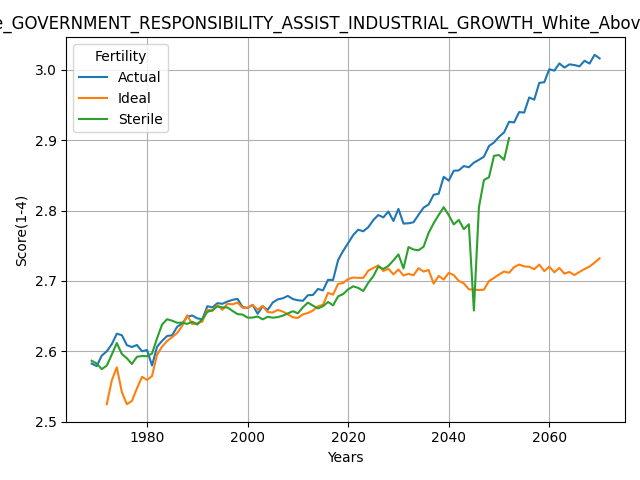 e_GOVERNMENT_RESPONSIBILITY_ASSIST_INDUSTRIAL_GROWTH_White_Abov
Fertility
Actual
Ideal
Sterile
3.0
2.9
2.8
2.7
2.6
2.5
Score(1-4)
1980 2000 2020 2040 2060
Years